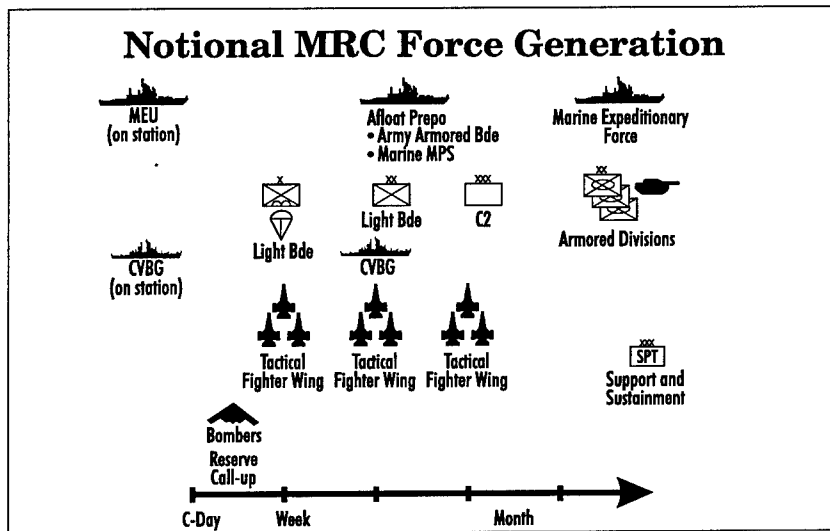 Notional MRC Force Generation
MEU
(on station)
Afloat Prepo
• Army Armored Bde
• Marine MPS
Marine Expeditionary
Force
X
XX
XXX
XX
Light Bde
Light Bde
C2
Armored Divisions
CVBG
(on station)
CVBG
Tactical
Fighter Wing
Tactical
Fighter Wing
Tactical
Fighter Wing
XXX
SPT
Support and
Sustainment
Bombers
Reserve
Call-up
C-Day
Week
Month